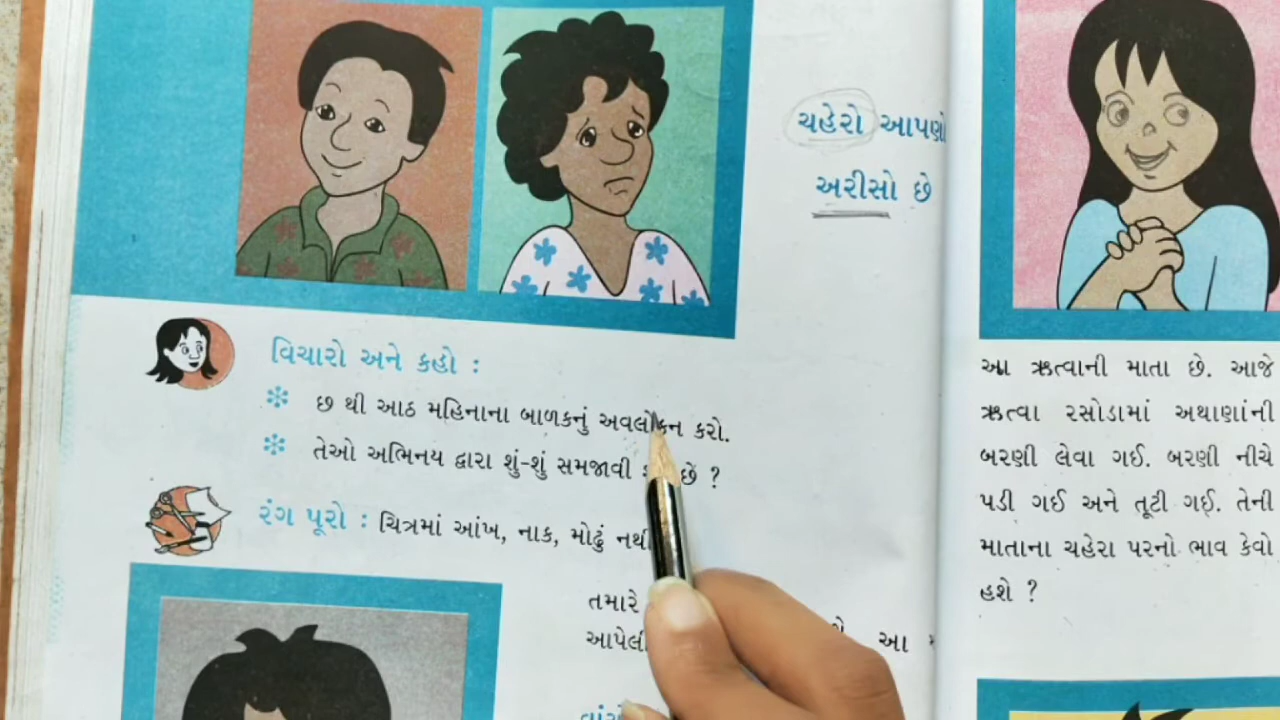 ચહેરો આપણો
અરીસો છે
વિચારો અને કહો :
છ થી આઠ મહિનાના બાળકનું અવલોકન કરો.
તેઓ અભિનય દ્વારા શું-શું સમજાવી છે ?
રંગ પૂરો : ચિત્રમાં આંખ, નાક, મોઢું નથી
તમારે
આપેલી આ
આ ઋત્વાની માતા છે. આજે
ઋત્વા રસોડામાં અથાણાંની
બરણી લેવા ગઈ. બરણી નીચે
પડી ગઈ અને તૂટી ગઈ. તેની
માતાના ચહેરા પરનો ભાવ કેવો
હશે ?